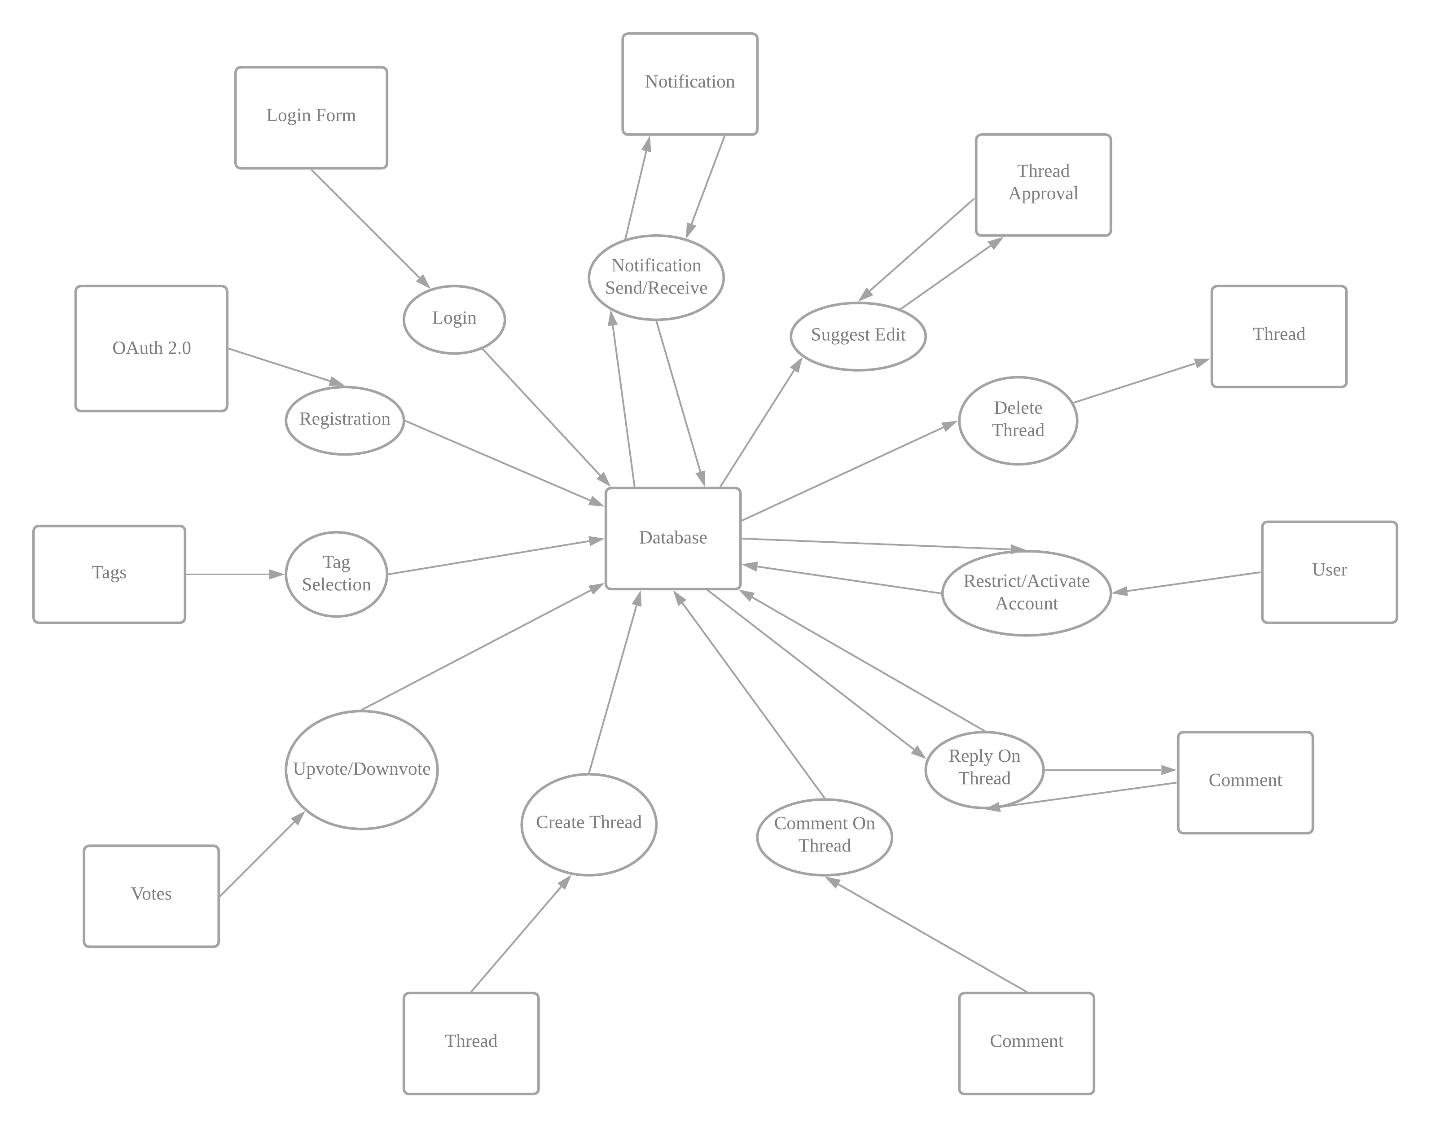 Notification
Login Form
Thread
Approval
Notification
Send/Receive
Login
Suggest Edit
Thread
OAuth 2.0
Registration
Delete
Thread
Database
Tags
Tag
Selection
Restrict/Activate
Account
User
Upvote/Downvote
Reply On
Thread
Comment
Create Thread
Comment On
Thread
Votes
Thread
Comment